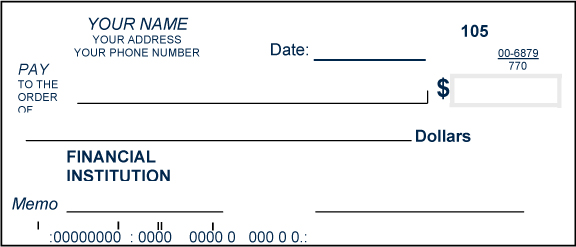 YOUR NAME
YOUR ADDRESS
YOUR PHONE NUMBER
Date:
105
00-6879
770
PAY
TO THE
ORDER
OF
$
Dollars
FINANCIAL
INSTITUTION
Memo
:00000000 : 0000 0000 0 000 0 0.: